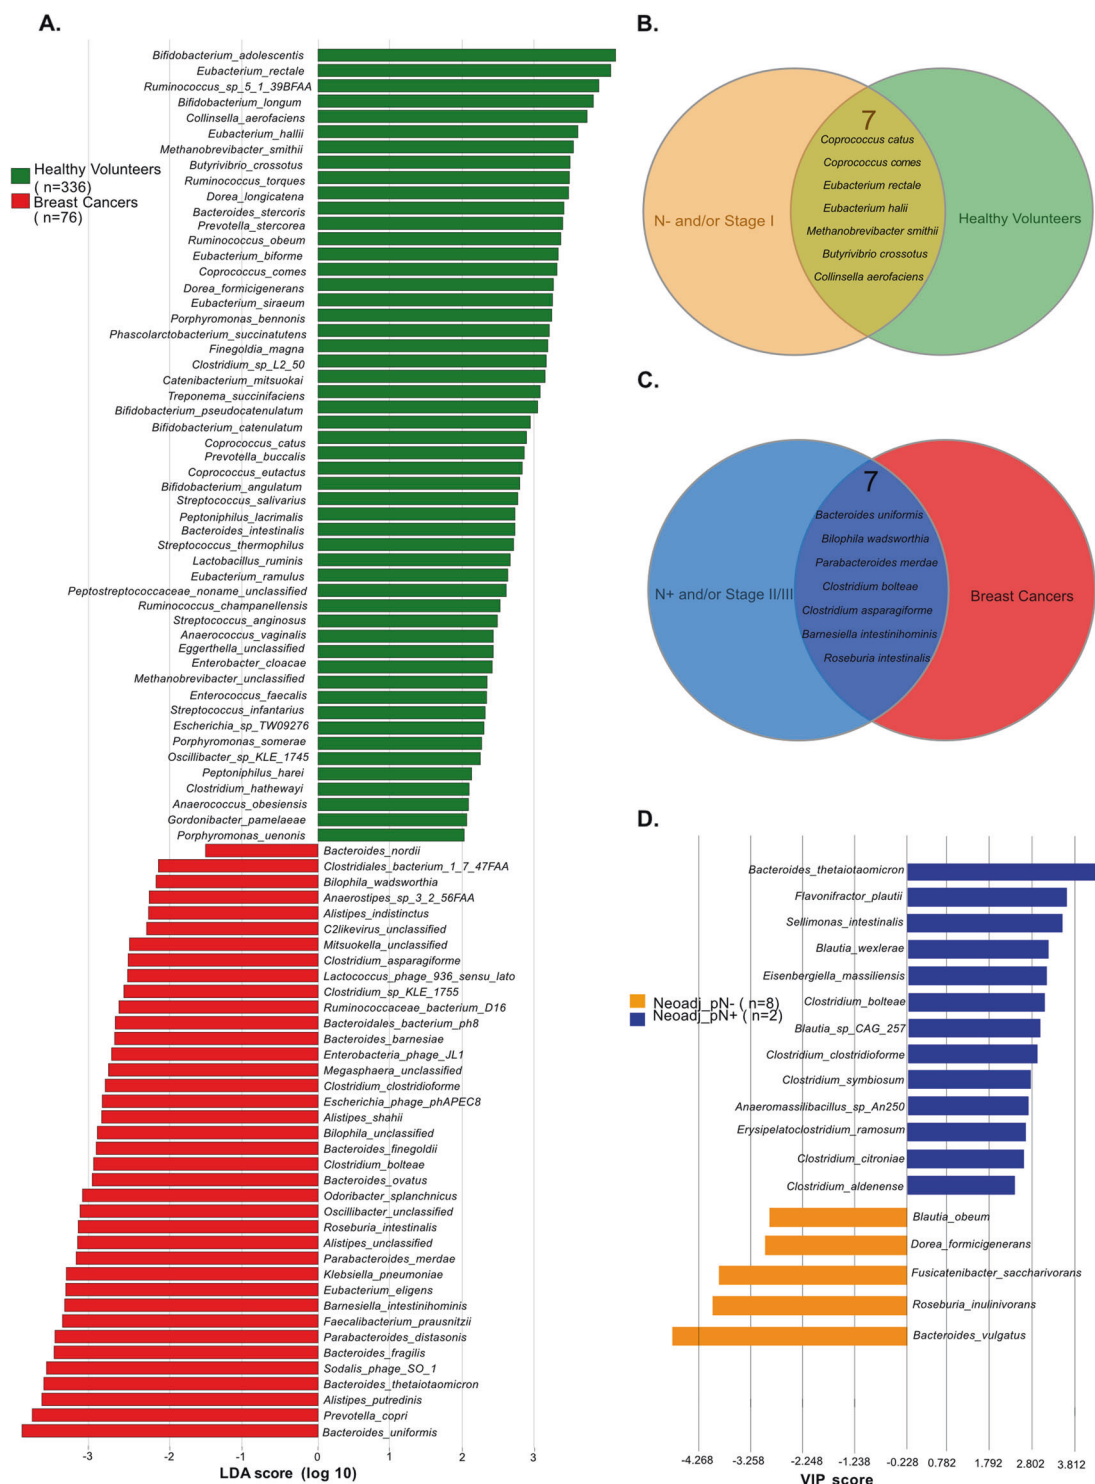 A.
Bifidobacterium_adolescentis
Eubacterium_rectale
Ruminococcus_sp_5_1_39BFAA
Bifidobacterium_longum
Collinsella_aerofaciens
Eubacterium_hallii
Methanobrevibacter_smithii
Butyrivibrio_crossotus
Ruminococcus_torques
Dorea_longicatena
Bacteroides_stercoris
Prevotella_stercorea
Ruminococcus_obeum
Eubacterium_biforme
Coprococcus_comes
Dorea_formicigenerans
Eubacterium_siraeum
Porphyromonas_bennonis
Phascolarctobacterium_succinatutens
Finegoldia_magna
Clostridium_sp_L2_50
Catenibacterium_mitsuokai
Treponema_succinifaciens
Bifidobacterium_pseudocatenulatum
Bifidobacterium_catenulatum
Coprococcus_catus
Prevotella_buccalis
Coprococcus_eutactus
Bifidobacterium_angulatum
Streptococcus_salivarius
Peptoniphilus_lacrimalis
Bacteroides_intestinalis
Streptococcus_thermophilus
Lactobacillus_ruminis
Eubacterium_ramulus
Peptostreptococcaceae_noname_unclassified
Ruminococcus_champanellensis
Streptococcus_anginosus
Anaerococcus_vaginalis
Eggerthella_unclassified
Enterobacter_cloacae
Methanobrevibacter_unclassified
Enterococcus_faecalis
Streptococcus_infantarius
Escherichia_sp_TW09276
Porphyromonas_somerae
Oscillibacter_sp_KLE_1745
Peptoniphilus_harei
Clostridium_hathewayi
Anaerococcus_obesiensis
Gordonibacter_pamelaeae
Porphyromonas_uenonis
Bacteroides_nordii
Clostridiales_bacterium_1_7_47FAA
Bilophila_wadsworthia
Anaerostipes_sp_3_2_56FAA
Alistipes_indistinctus
C2likevirus_unclassified
Mitsuokella_unclassified
Clostridium_asparagiforme
Lactococcus_phage_936_sensu_lato
Clostridium_sp_KLE_1755
Ruminococcaceae_bacterium_D16
Bacteroidales_bacterium_ph8
Bacteroides_barnesiae
Enterobacteria_phage_JL1
Megasphaera_unclassified
Clostridium_clostridioforme
Escherichia_phage_phAPEC8
Alistipes_shahii
Bilophila_unclassified
Bacteroides_finegoldii
Clostridium_bolteae
Bacteroides_ovatus
Odoribacter_splanchnicus
Oscillibacter_unclassified
Roseburia_intestinalis
Alistipes_unclassified
Parabacteroides_merdae
Klebsiella_pneumoniae
Eubacterium_eligens
Barnesiella_intestinihominis
Faecalibacterium_prausnitzii
Parabacteroides_distasonis
Bacteroides_fragilis
Sodalis_phage_SO_1
Bacteroides_thetaiotaomicron
Alistipes_putredinis
Prevotella_copri
Bacteroides_uniformis
Healthy Volunteers
( n=336)
Breast Cancers
( n=76)
-3 -2 -1 0 1 2 3
LDA score (log 10)
B.
N- and/or Stage I
7
Coprococcus catus
Coprococcus comes
Eubacterium rectale
Eubacterium halii
Methanobrevibacter smithii
Butyrivibrio crossotus
Collinsella aerofaciens
Healthy Volunteers
C.
N+ and/or Stage II/III
7
Bacteroides uniformis
Bilophila wadsworthia
Parabacteroides merdae
Clostridium bolteae
Clostridium asparagiforme
Barnesiella intestinihominis
Roseburia intestinalis
Breast Cancers
D.
Bacteroides_thetaiotaomicron
Flavonifractor_plautii
Sellimonas_intestinalis
Blautia_wexlerae
Eisenbergiella_massiliensis
Clostridium_bolteae
Blautia_sp_CAG_257
Clostridium_clostridioforme
Clostridium_symbiosum
Anaeromassilibacillus_sp_An250
Erysipelatoclostridium_ramosum
Clostridium_citroniae
Clostridium_aldenense
Blautia_obeum
Dorea_formicigenerans
Fusicatenibacter_saccharivorans
Roseburia_inulinivorans
Bacteroides_vulgatus
Neoadj_pN- ( n=8)
Neoadj_pN+ ( n=2)
-4.268 -3.258 -2.248 -1.238 -0.228 0.782 1.792 2.802 3.812
VIP score